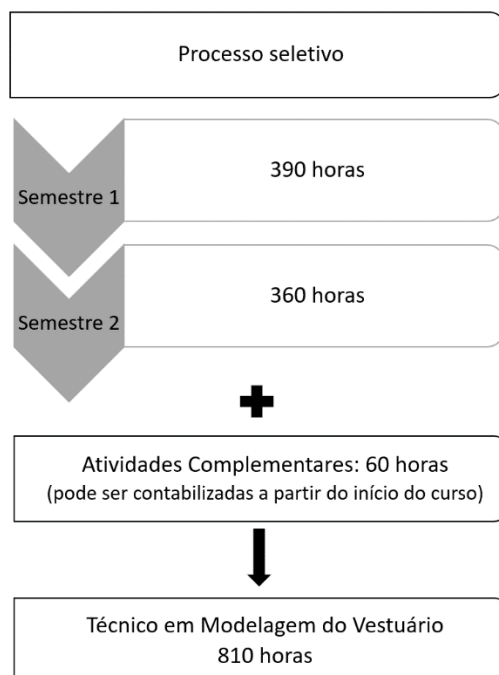 Processo seletivo
390 horas
Semestre 1
360 horas
Semestre 2
Atividades Complementares: 60 horas
(pode ser contabilizadas a partir do início do curso)
Técnico em Modelagem do Vestuário
810 horas